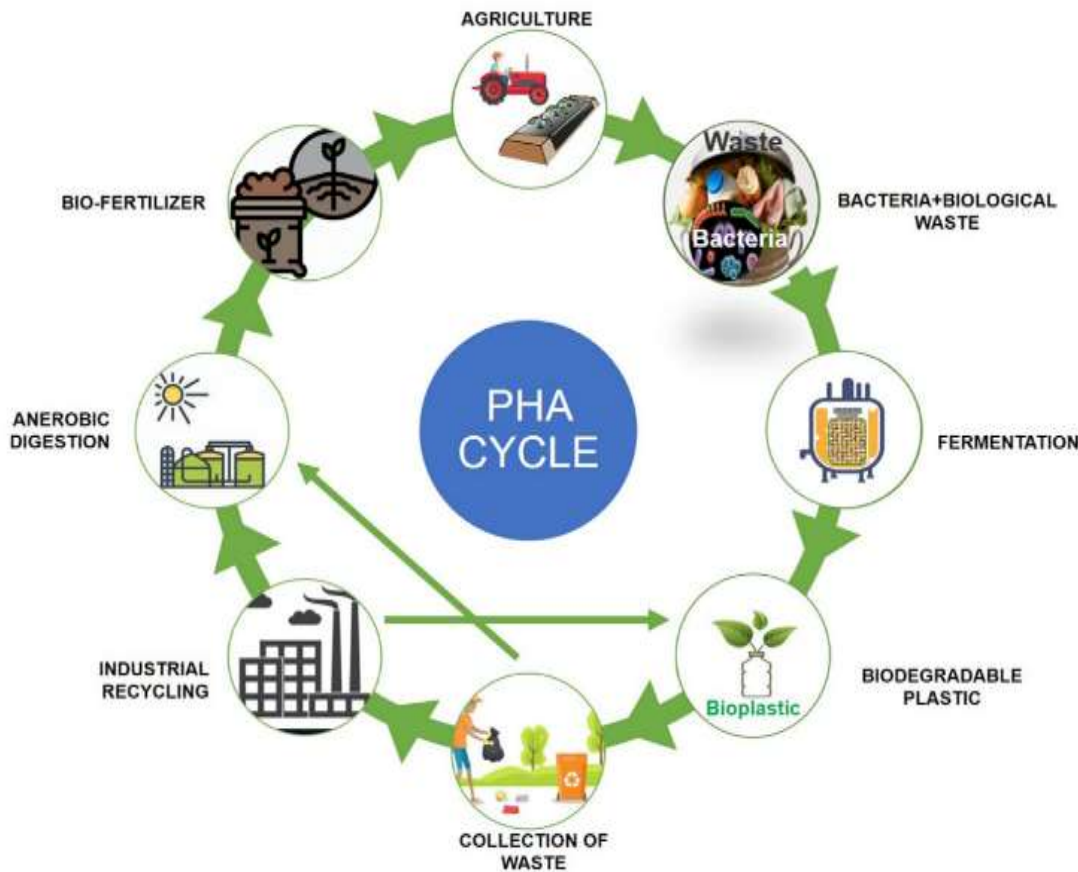 AGRICULTURE
Waste
Bacteria
BACTERIA+BIOLOGICAL
WASTE
BIO-FERTILIZER
PHA
CYCLE
ANEROBIC
DIGESTION
FERMENTATION
INDUSTRIAL
RECYCLING
Bioplastic
BIODEGRADABLE
PLASTIC
COLLECTION OF
WASTE